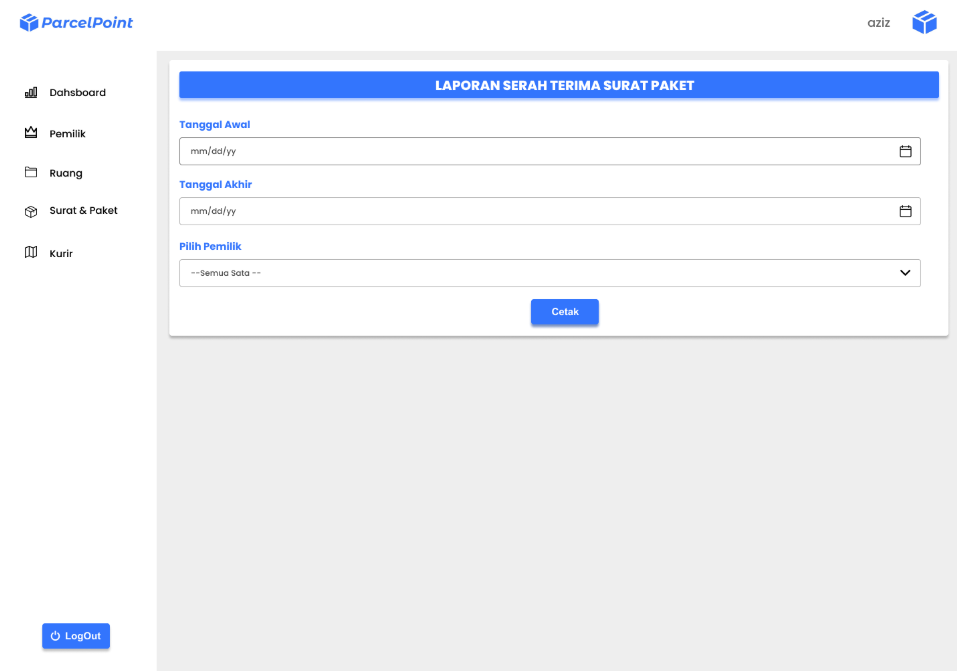 ParcelPoint
aziz
Dahsboard
Pemilik
Ruang
Surat & Paket
Kurir
LogOut
LAPORAN SERAH TERIMA SURAT PAKET
Tanggal Awal
mm/dd/yy
Tanggal Akhir
mm/dd/yy
Pilih Pemilik
--Semua Sata --
Cetak